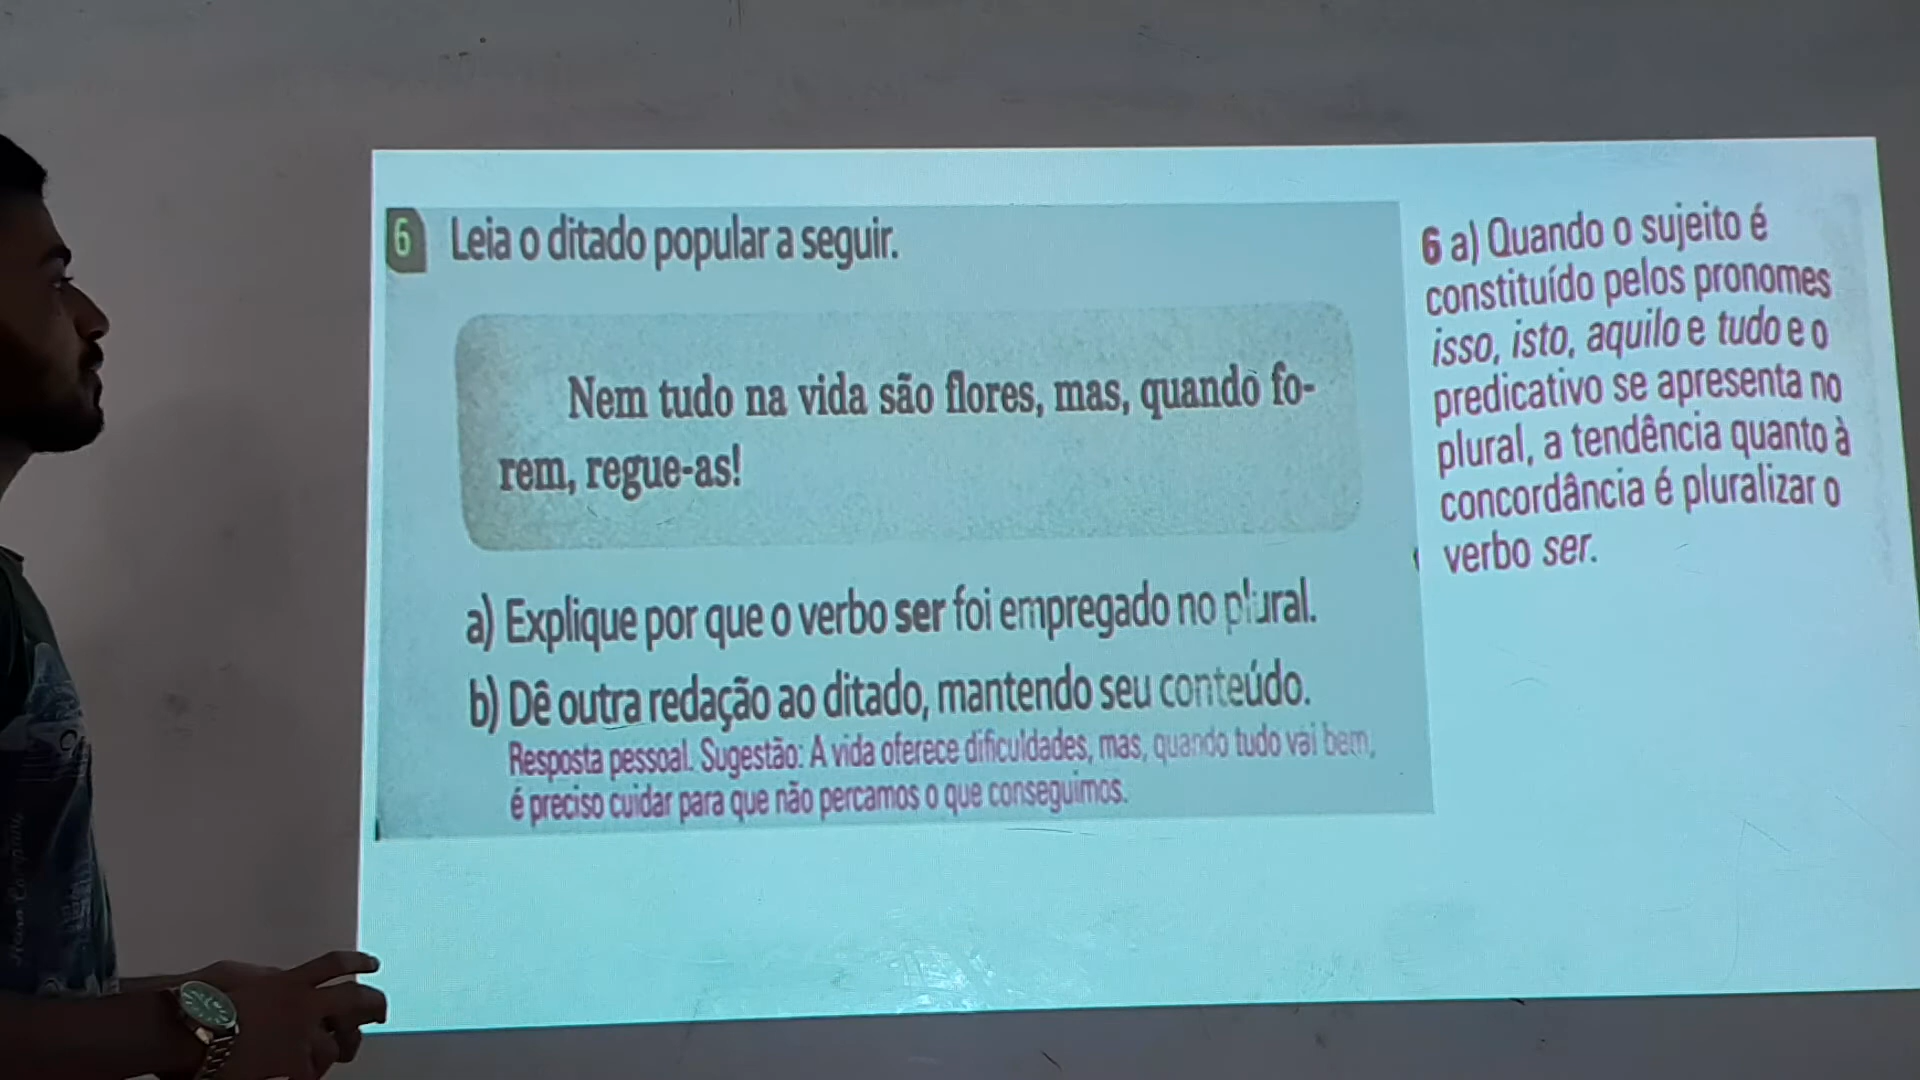 6 Leia o ditado popular a seguir.
Nem tudo na vida são flores, mas, quando fo-
rem, regue-as!
a) Explique por que o verbo ser foi empregado no plural.
b) Dê outra redação ao ditado, mantendo seu conteúdo.
Resposta pessoal. Sugestão: A vida oferece dificuldades, mas, quando tudo vai bem,
é preciso cuidar para que não percamos o que conseguimos.
6 a) Quando o sujeito é
constituído pelos pronomes
isso, isto, aquilo e tudo e o
predicativo se apresenta no
plural, a tendência quanto à
concordância é pluralizar o
verbo ser.